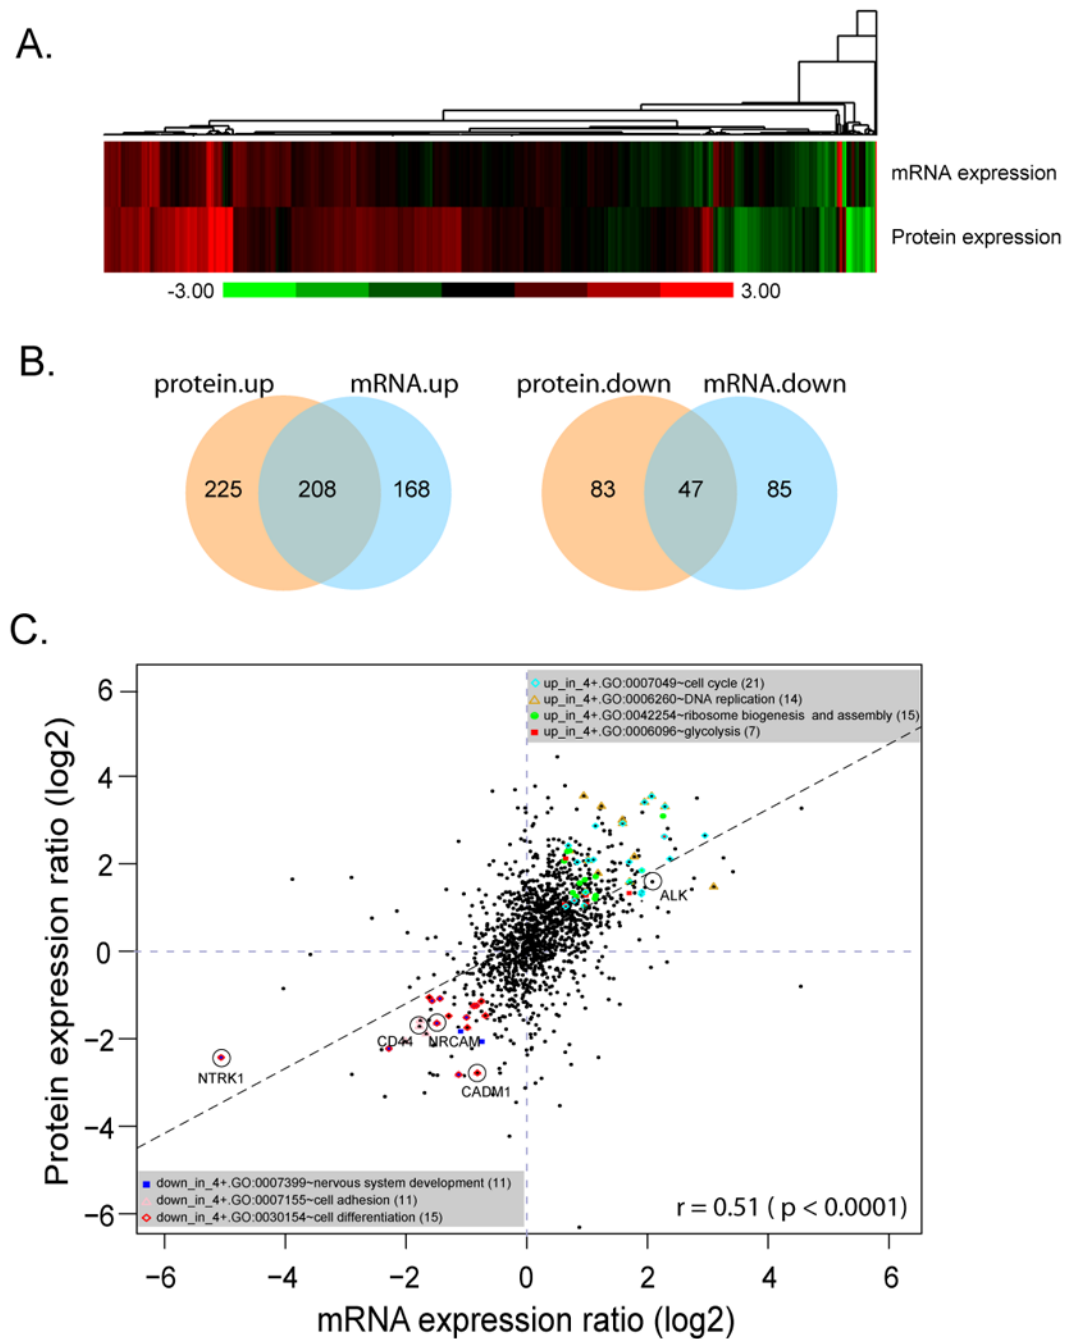 A.
mRNA expression
Protein expression
-3.00 3.00
B.
protein.up mRNA.up protein.down mRNA.down
225 208 168 83 47 85
C.
Protein expression ratio (log2)
6
4
2
0
−2
−4
−6
up_in_4+.GO:0007049~cell cycle (21)
up_in_4+.GO:0006260~DNA replication (14)
up_in_4+.GO:0042254~ribosome biogenesis and assembly (15)
up_in_4+.GO:0006096~glycolysis (7)
ALK
CD44 NRCAM
NTRK1
CADM1
down_in_4+.GO:0007399~nervous system development (11)
down_in_4+.GO:0007155~cell adhesion (11)
down_in_4+.GO:0030154~cell differentiation (15)
r = 0.51 ( p < 0.0001)
−6 −4 −2 0 2 4 6
mRNA expression ratio (log2)